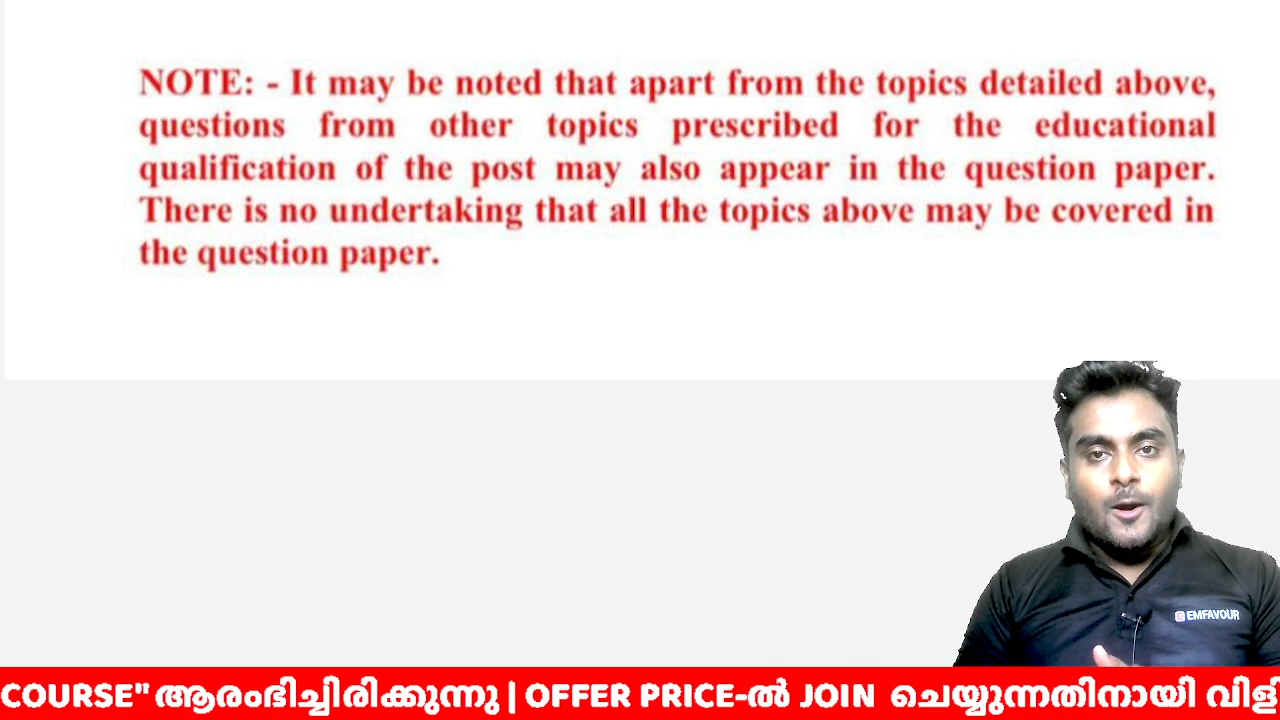 NOTE: - It may be noted that apart from the topics detailed above,
questions from other topics prescribed for the educational
qualification of the post may also appear in the question paper.
There is no undertaking that all the topics above may be covered in
the question paper.
EMFAVOUR
COURSE" ആരംഭിച്ചിരിക്കുന്നു | OFFER PRICE-ൽ JOIN ചെയ്യുന്നതിനായി